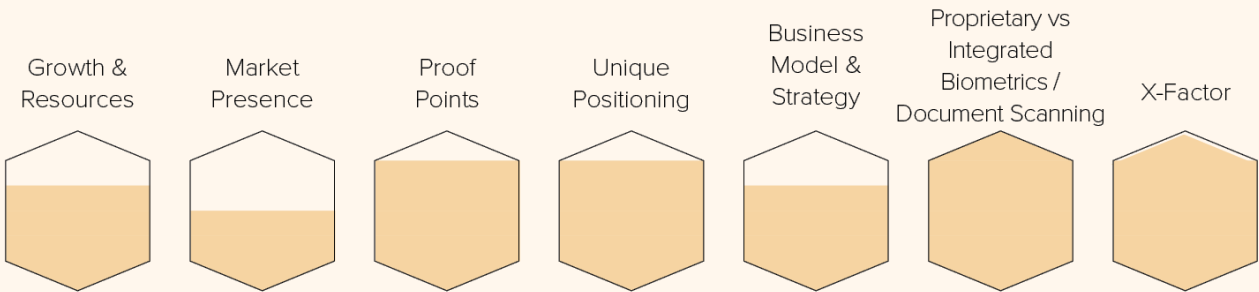 Growth &
Resources
Market
Presence
Proof
Points
Unique
Positioning
Business
Model &
Strategy
Proprietary vs
Integrated
Biometrics /
Document Scanning
X-Factor